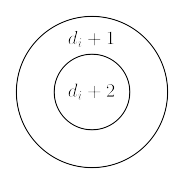 d_i + 1
d_i + 2